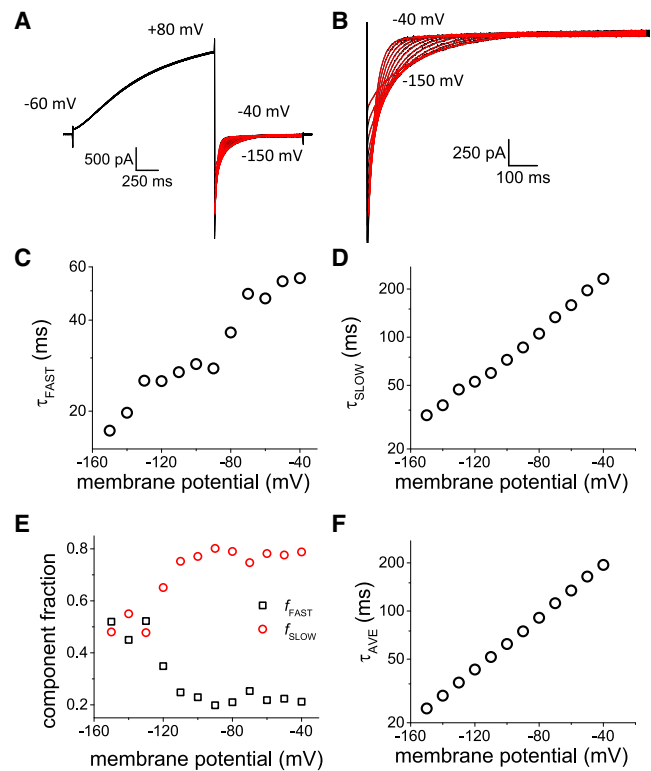 A
+80 mV
-60 mV
-40 mV
500 pA
250 ms
-150 mV
B
-40 mV
-150 mV
250 pA
100 ms
C
60
40
20
τFAST (ms)
-160 -120 -80 -40
membrane potential (mV)
D
200
100
50
20
τSLOW (ms)
-160 -120 -80 -40
membrane potential (mV)
E
0.8
0.6
0.4
0.2
component fraction
fFAST
fSLOW
-160 -120 -80 -40
membrane potential (mV)
F
200
100
50
20
τAVE (ms)
-160 -120 -80 -40
membrane potential (mV)